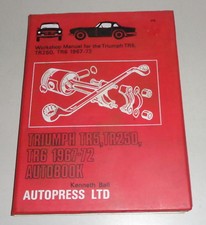 Workshop Manual for the Triumph TR5,
TR250, TR6 1967-72
TRIUMPH TR5, TR250,
TR6 1967-72
AUTOBOOK
Kenneth Ball
AUTOPRESS LTD